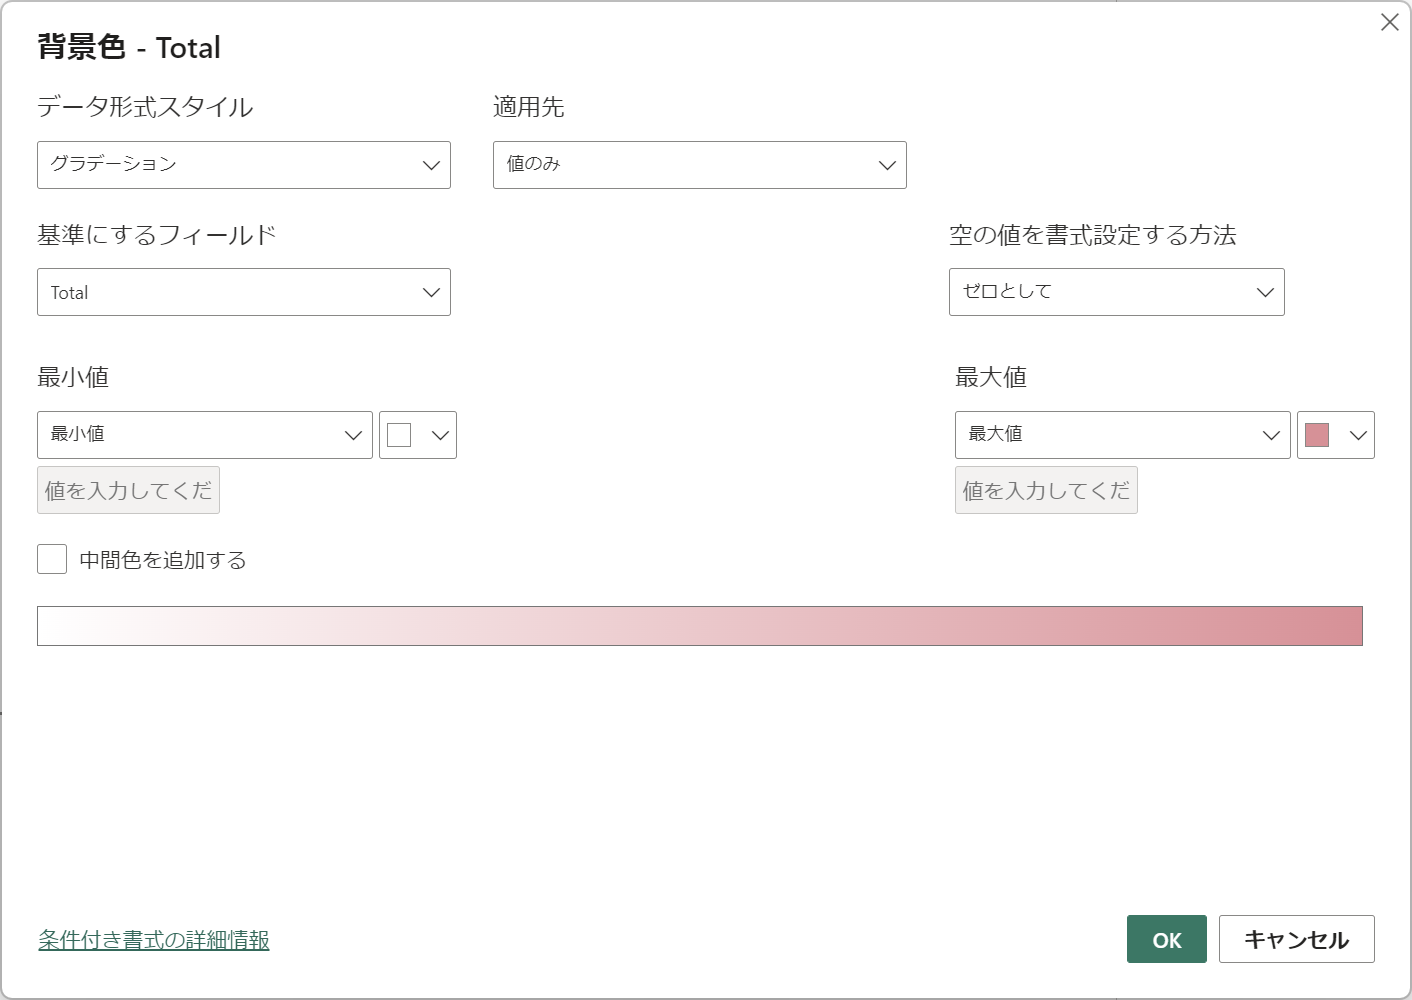 背景色 - Total
データ形式スタイル
適用先
グラデーション
値のみ
基準にするフィールド
空の値を書式設定する方法
Total
ゼロとして
最小値
最大値
最小値
最大値
値を入力してくだ
値を入力してくだ
中間色を追加する
条件付き書式の詳細情報
OK
キャンセル